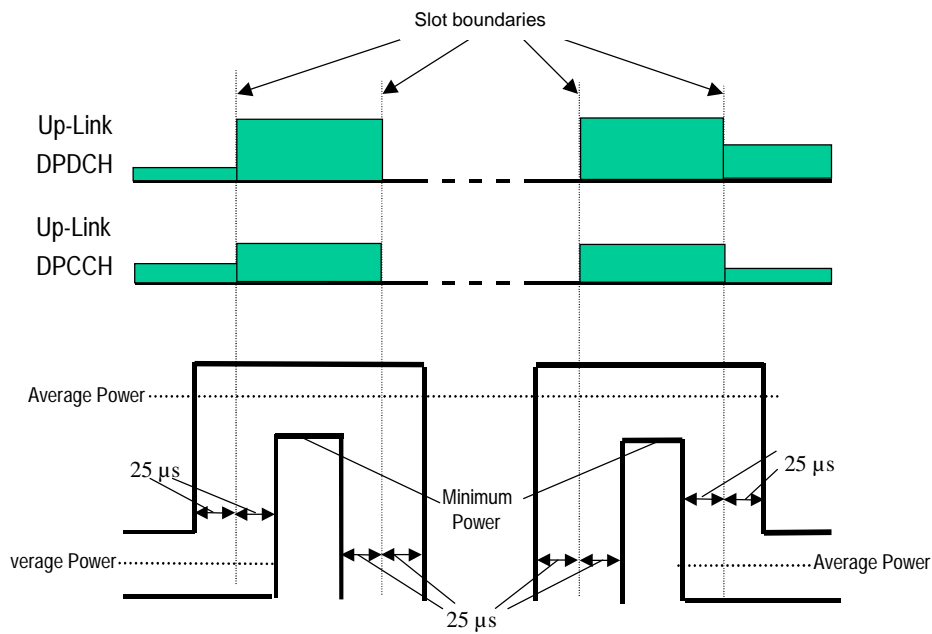 Slot boundaries
Up-Link
DPDCH
Up-Link
DPCCH
Average Power
25 µs
25 µs
Minimum
Power
verage Power
Average Power
25 µs